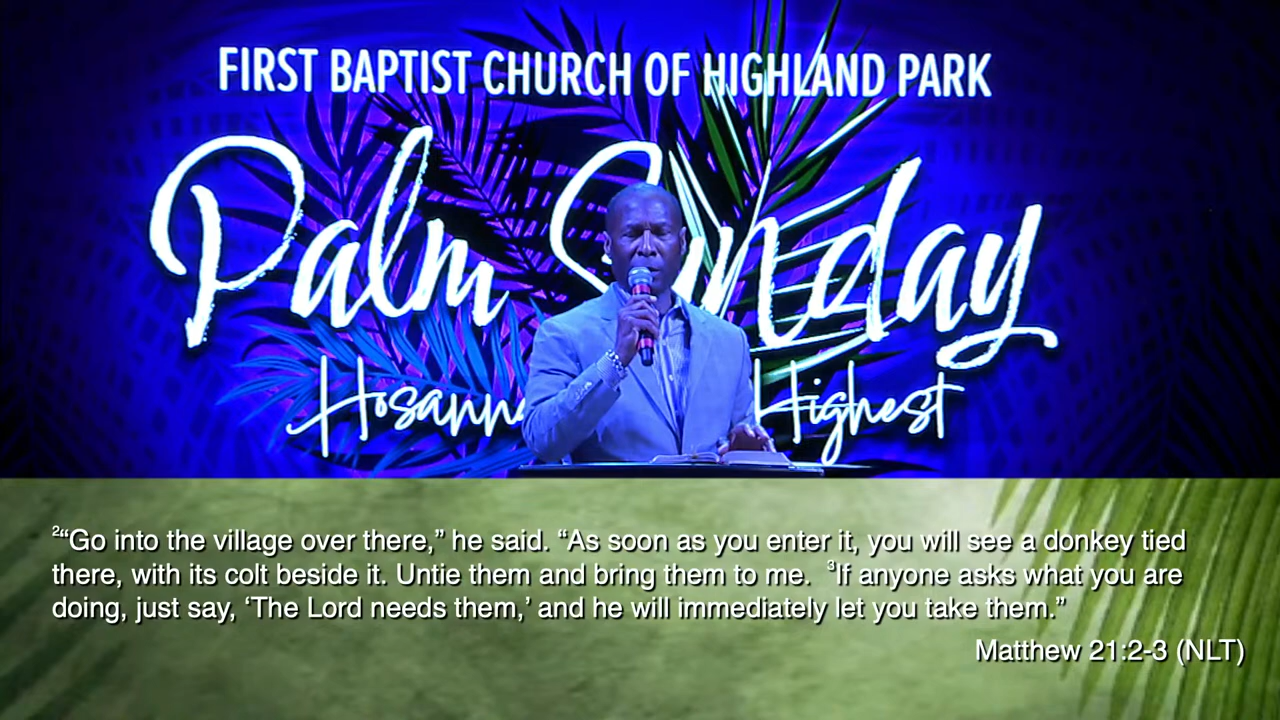 FIRST BAPTIST CHURCH OF HIGHLAND PARK
Palm Sunday
Hosanna Highest
²“Go into the village over there,” he said. “As soon as you enter it, you will see a donkey tied
there, with its colt beside it. Untie them and bring them to me. ³If anyone asks what you are
doing, just say, ‘The Lord needs them,’ and he will immediately let you take them.”
Matthew 21:2-3 (NLT)